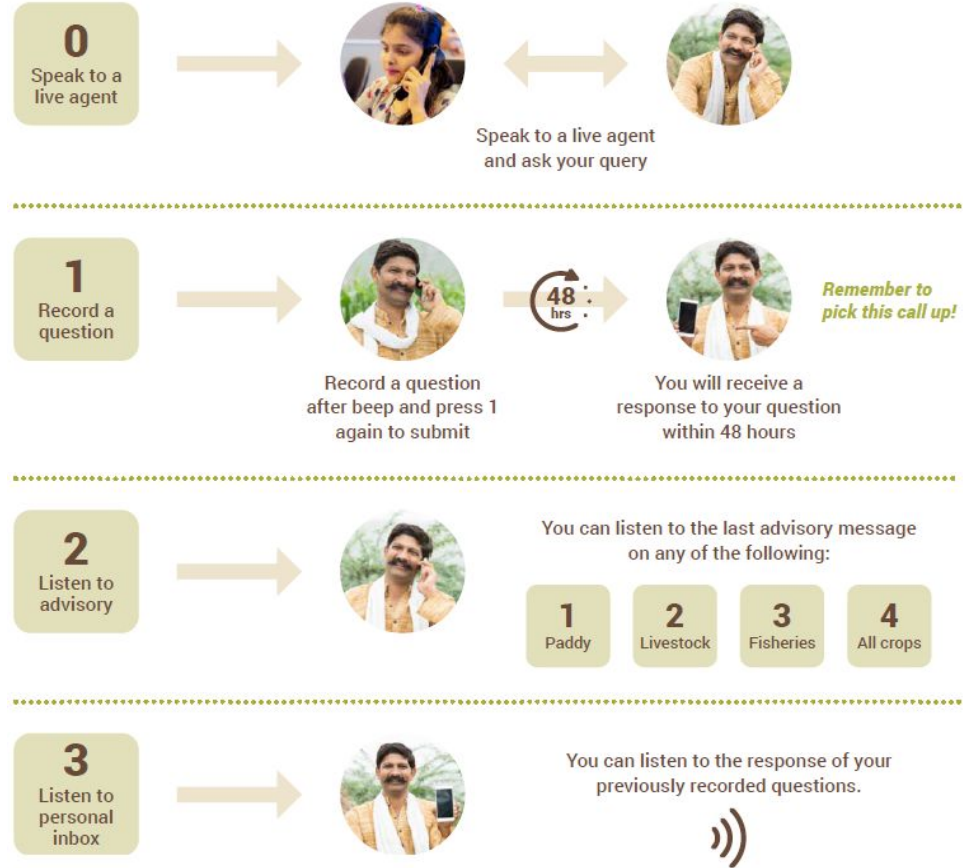 0
Speak to a
live agent
Speak to a live agent
and ask your query
1
Record a
question
Record a question
after beep and press 1
again to submit
48
hrs
You will receive a
response to your question
within 48 hours
Remember to
pick this call up!
2
Listen to
advisory
You can listen to the last advisory message
on any of the following:
1
Paddy
2
Livestock
3
Fisheries
4
All crops
3
Listen to
personal
inbox
You can listen to the response of your
previously recorded questions.